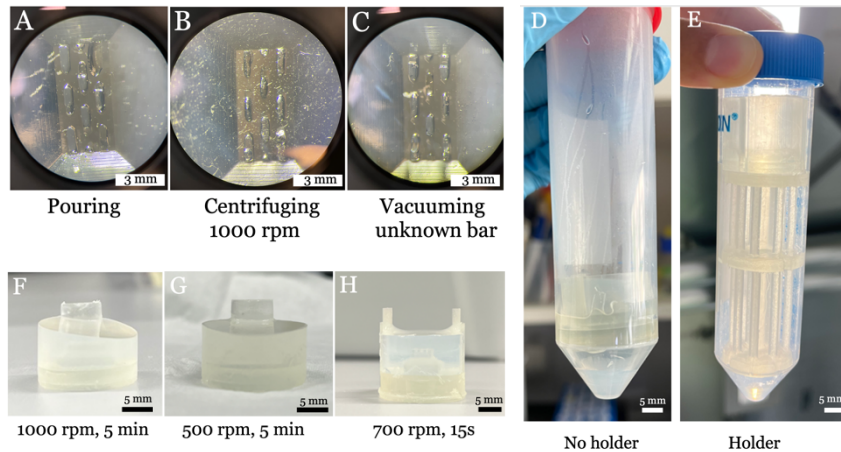 A
B
C
3 mm
3 mm
3 mm
Pouring
Centrifuging
1000 rpm
Vacuuming
unknown bar
D
E
5 mm
5 mm
No holder
Holder
F
G
H
5 mm
5 mm
5 mm
1000 rpm, 5 min
500 rpm, 5 min
700 rpm, 15s